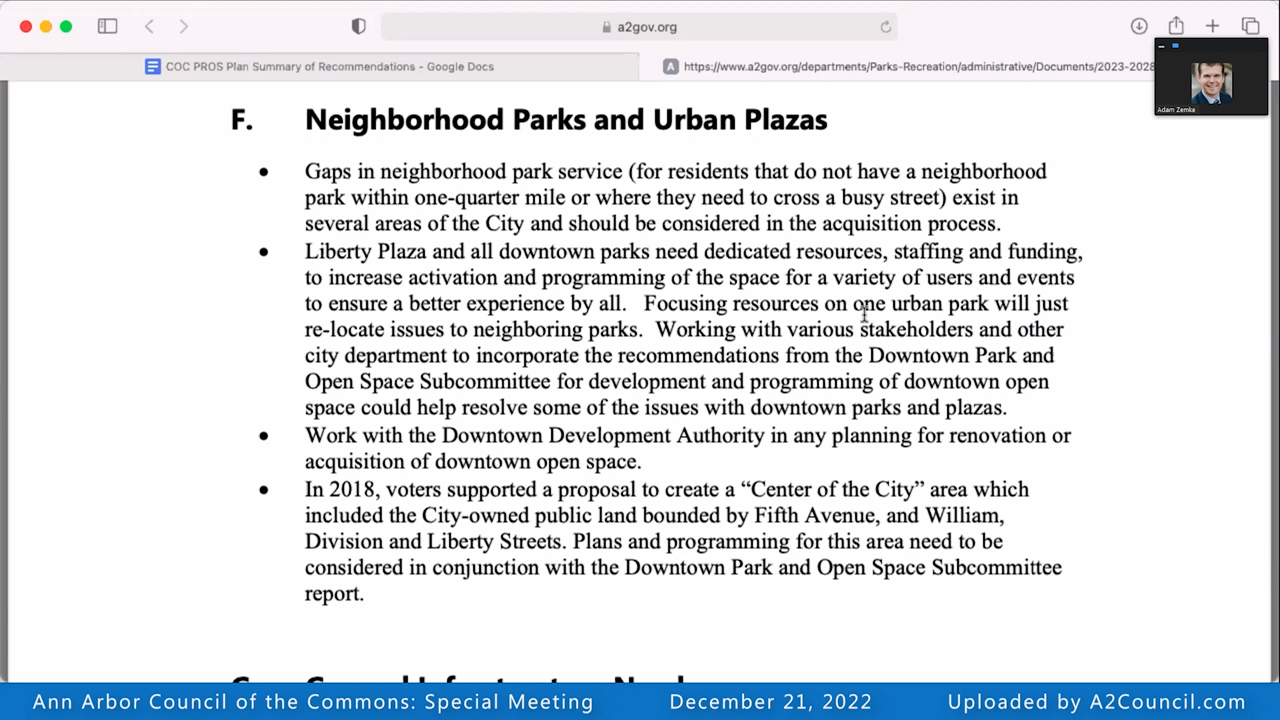 a2gov.org
COC PROS Plan Summary of Recommendations - Google Docs
https://www.a2gov.org/departments/Parks-Recreation/administrative/Documents/2023-2028
Adam Zemke
F. Neighborhood Parks and Urban Plazas
• Gaps in neighborhood park service (for residents that do not have a neighborhood
park within one-quarter mile or where they need to cross a busy street) exist in
several areas of the City and should be considered in the acquisition process.
• Liberty Plaza and all downtown parks need dedicated resources, staffing and funding,
to increase activation and programming of the space for a variety of users and events
to ensure a better experience by all. Focusing resources on one urban park will just
re-locate issues to neighboring parks. Working with various stakeholders and other
city department to incorporate the recommendations from the Downtown Park and
Open Space Subcommittee for development and programming of downtown open
space could help resolve some of the issues with downtown parks and plazas.
• Work with the Downtown Development Authority in any planning for renovation or
acquisition of downtown open space.
• In 2018, voters supported a proposal to create a “Center of the City” area which
included the City-owned public land bounded by Fifth Avenue, and William,
Division and Liberty Streets. Plans and programming for this area need to be
considered in conjunction with the Downtown Park and Open Space Subcommittee
report.
Ann Arbor Council of the Commons: Special Meeting December 21, 2022 Uploaded by A2Council.com